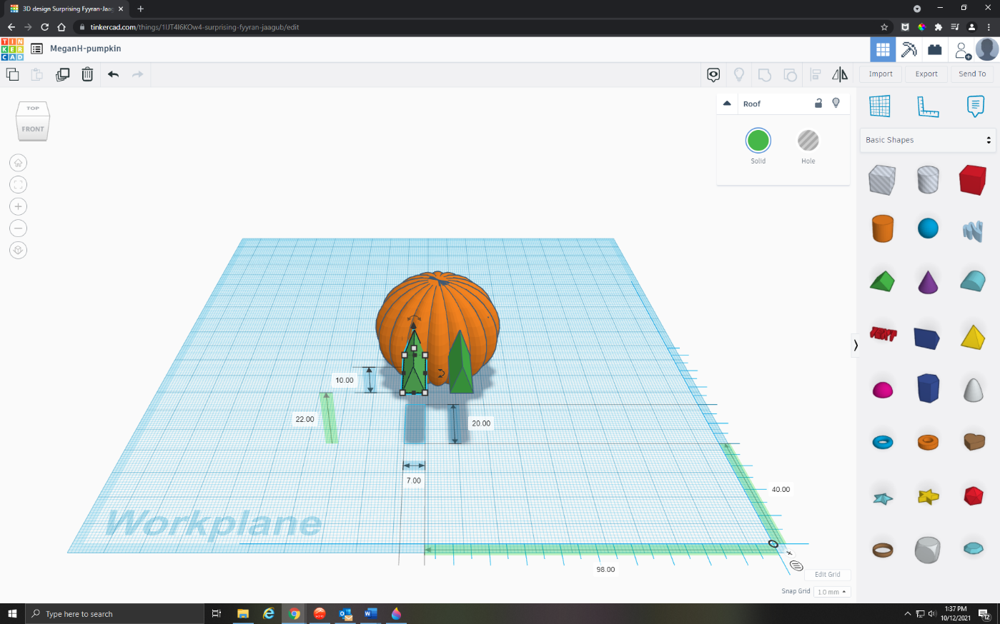 3D design Surprising Fyyran-Jaag
tinkercad.com/things/1IJT4I6KOw4-surprising-fyyran-jaagub/edit
TIN
KER
CAD
MeganH-pumpkin
Import
Export
Send To
TOP
FRONT
Roof
Solid
Hole
Basic Shapes
10.00
22.00
20.00
7.00
40.00
98.00
Workplane
Edit Grid
Snap Grid
1.0 mm
Type here to search
1:37 PM
10/12/2021